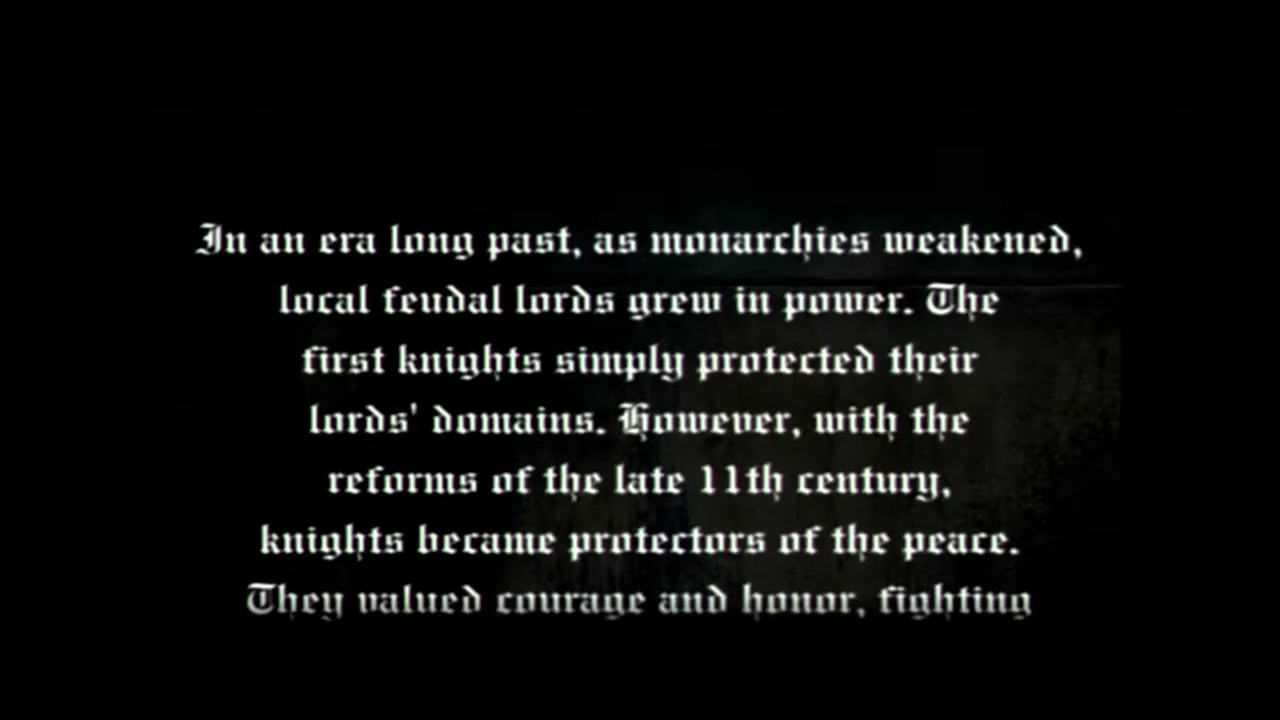 In an era long past, as monarchies weakened,
local feudal lords grew in power. The
first knights simply protected their
lords' domains. However, with the
reforms of the late 11th century,
knights became protectors of the peace.
They valued courage and honor, fighting